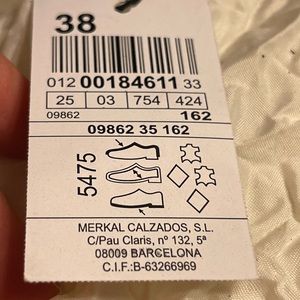 38
012 00184611 33
25 03 754 424
09862 162
09862 35 162
5475
MERKAL CALZADOS, S.L.
C/Pau Claris, nº 132, 5ª
08009 BARCELONA
C.I.F.:B-63266969